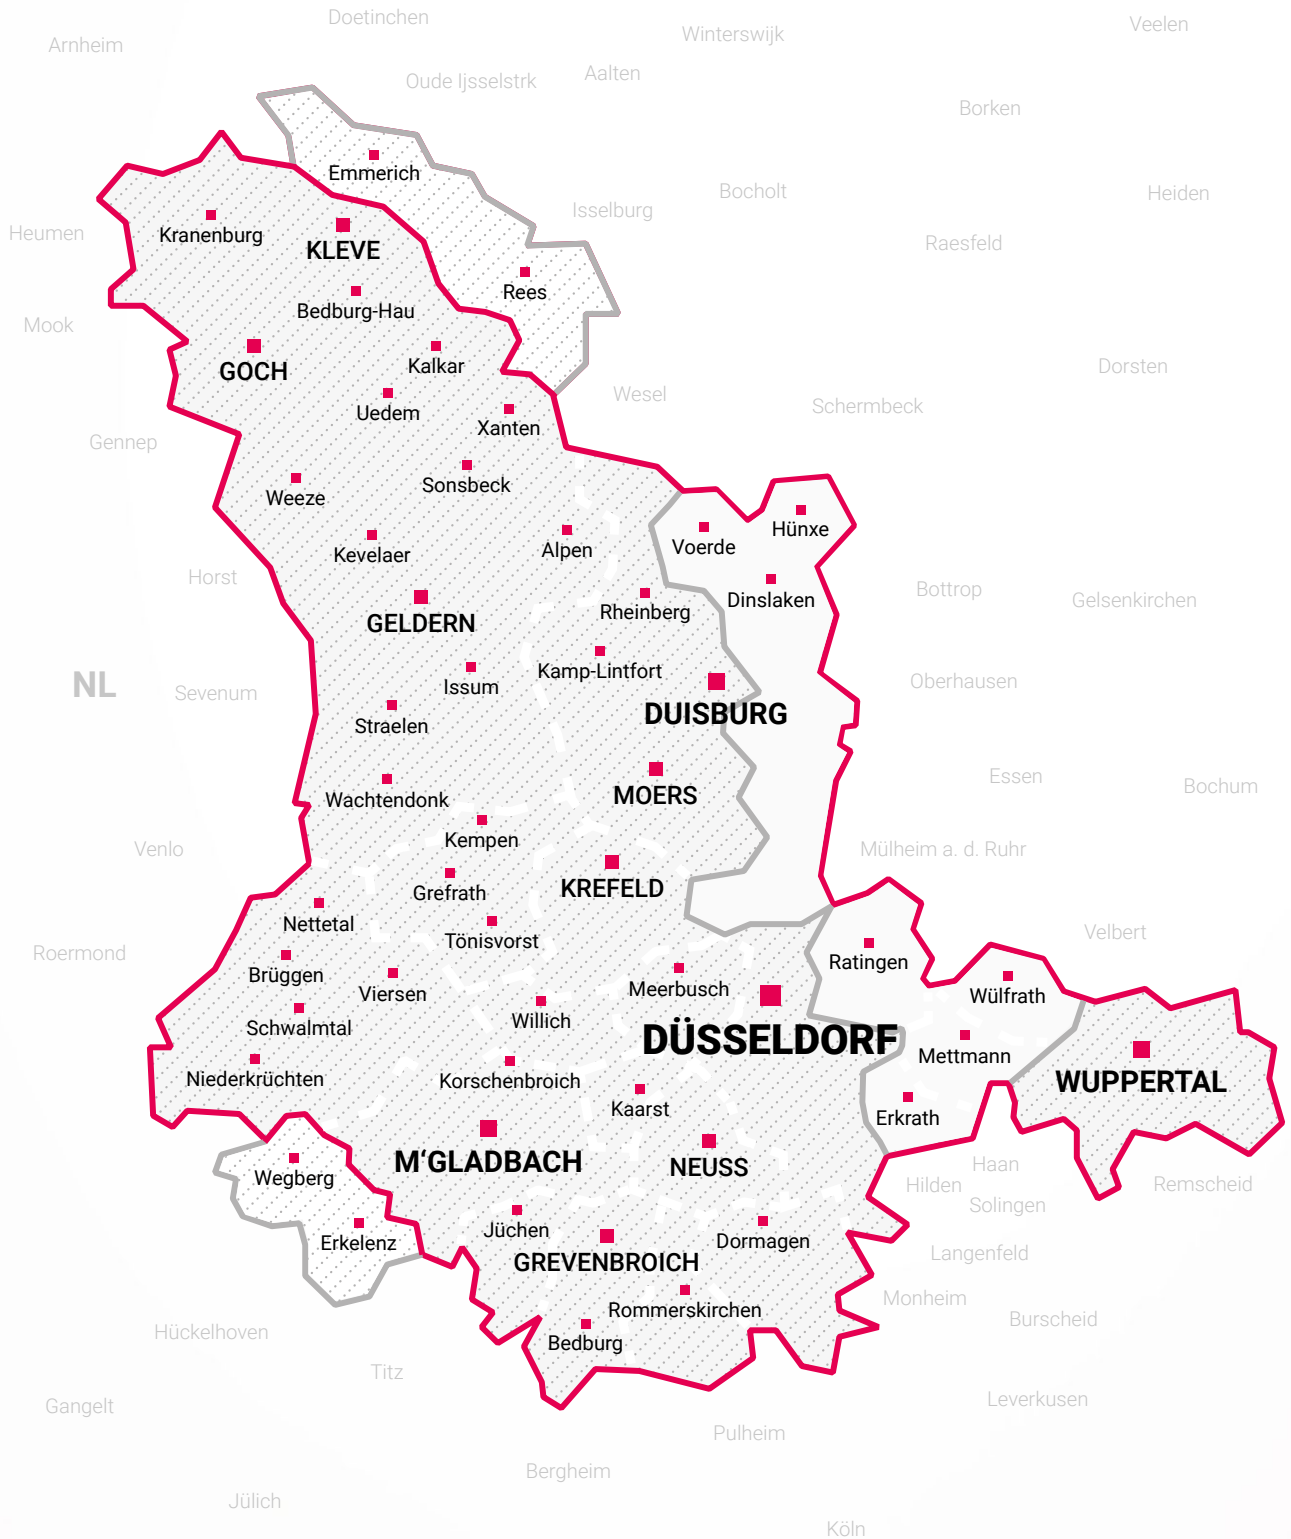 Doetinchen
Veelen
Winterswijk
Arnheim
Aalten
Oude Ijsselstrk
Borken
Emmerich
Bocholt
Heiden
Isselburg
Heumen
Kranenburg
Raesfeld
KLEVE
Rees
Bedburg-Hau
Mook
Kalkar
Dorsten
GOCH
Wesel
Schermbeck
Uedem
Xanten
Gennep
Sonsbeck
Weeze
Hünxe
Voerde
Alpen
Kevelaer
Horst
Bottrop
Dinslaken
Gelsenkirchen
Rheinberg
GELDERN
Kamp-Lintfort
Oberhausen
NL
Issum
Sevenum
DUISBURG
Straelen
Essen
Bochum
MOERS
Wachtendonk
Kempen
Venlo
Mülheim a. d. Ruhr
KREFELD
Grefrath
Nettetal
Velbert
Tönisvorst
Roermond
Ratingen
Brüggen
Meerbusch
Viersen
Wülfrath
Willich
Schwalmtal
DÜSSELDORF
Mettmann
Niederkrüchten
Korschenbroich
WUPPERTAL
Kaarst
Erkrath
M‘GLADBACH
Haan
NEUSS
Wegberg
Hilden
Remscheid
Solingen
Jüchen
Dormagen
Erkelenz
Langenfeld
GREVENBROICH
Monheim
Rommerskirchen
Burscheid
Hückelhoven
Bedburg
Titz
Leverkusen
Gangelt
Pulheim
Bergheim
Jülich
Köln